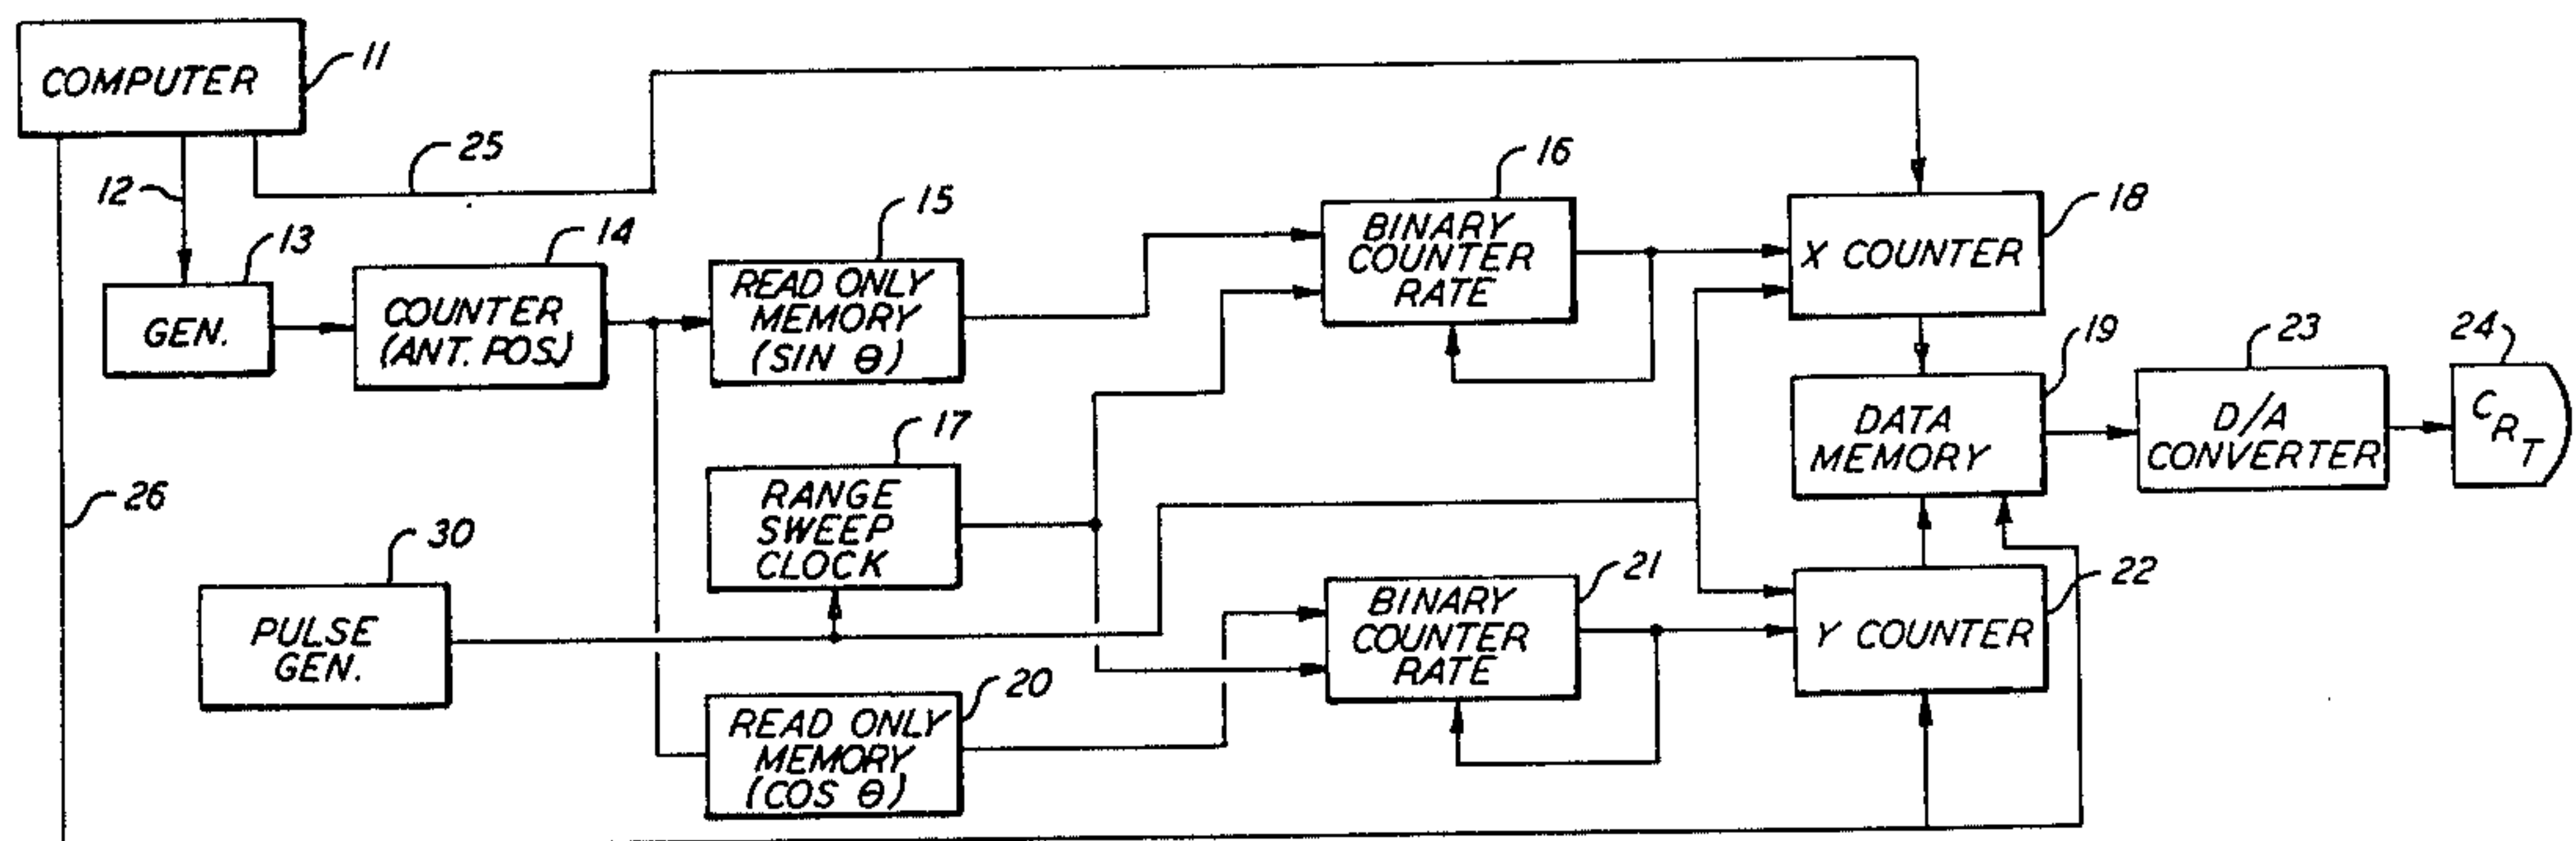 COMPUTER
11
12
25
13
GEN.
14
COUNTER
(ANT. POS.)
15
READ ONLY
MEMORY
(SIN θ)
16
BINARY
COUNTER
RATE
18
X COUNTER
17
RANGE
SWEEP
CLOCK
19
DATA
MEMORY
23
D/A
CONVERTER
24
CRT
26
30
PULSE
GEN.
20
READ ONLY
MEMORY
(COS θ)
21
BINARY
COUNTER
RATE
22
Y COUNTER